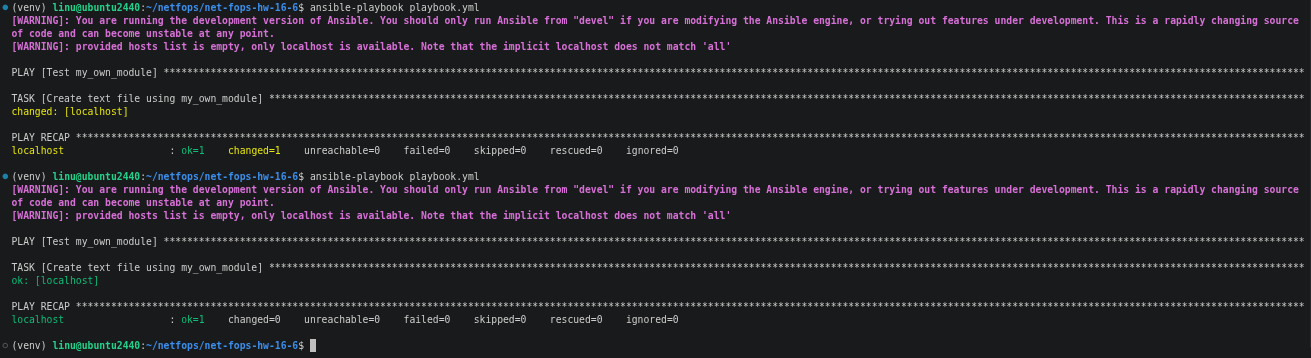 (venv) linu@ubuntu2440:~/netfops/net-fops-hw-16-6$ ansible-playbook playbook.yml
[WARNING]: You are running the development version of Ansible. You should only run Ansible from "devel" if you are modifying the Ansible engine, or trying out features under development. This is a rapidly changing source
of code and can become unstable at any point.
[WARNING]: provided hosts list is empty, only localhost is available. Note that the implicit localhost does not match 'all'
PLAY [Test my_own_module] ***************************************************************************************************************************************************************************************************
TASK [Create text file using my_own_module] *********************************************************************************************************************************************************************************
changed: [localhost]
PLAY RECAP ******************************************************************************************************************************************************************************************************************
localhost                  : ok=1    changed=1    unreachable=0    failed=0    skipped=0    rescued=0    ignored=0
(venv) linu@ubuntu2440:~/netfops/net-fops-hw-16-6$ ansible-playbook playbook.yml
[WARNING]: You are running the development version of Ansible. You should only run Ansible from "devel" if you are modifying the Ansible engine, or trying out features under development. This is a rapidly changing source
of code and can become unstable at any point.
[WARNING]: provided hosts list is empty, only localhost is available. Note that the implicit localhost does not match 'all'
PLAY [Test my_own_module] ***************************************************************************************************************************************************************************************************
TASK [Create text file using my_own_module] *********************************************************************************************************************************************************************************
ok: [localhost]
PLAY RECAP ******************************************************************************************************************************************************************************************************************
localhost                  : ok=1    changed=0    unreachable=0    failed=0    skipped=0    rescued=0    ignored=0
(venv) linu@ubuntu2440:~/netfops/net-fops-hw-16-6$